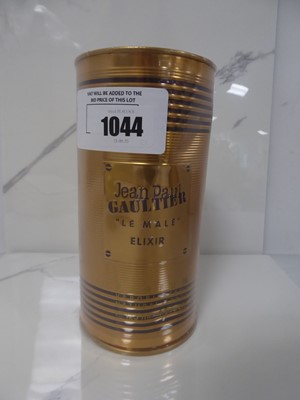 VAT WILL BE ADDED TO THE
BID PRICE OF THIS LOT
1044
Jean Paul
GAULTIER
"LE MALE"
ELIXIR